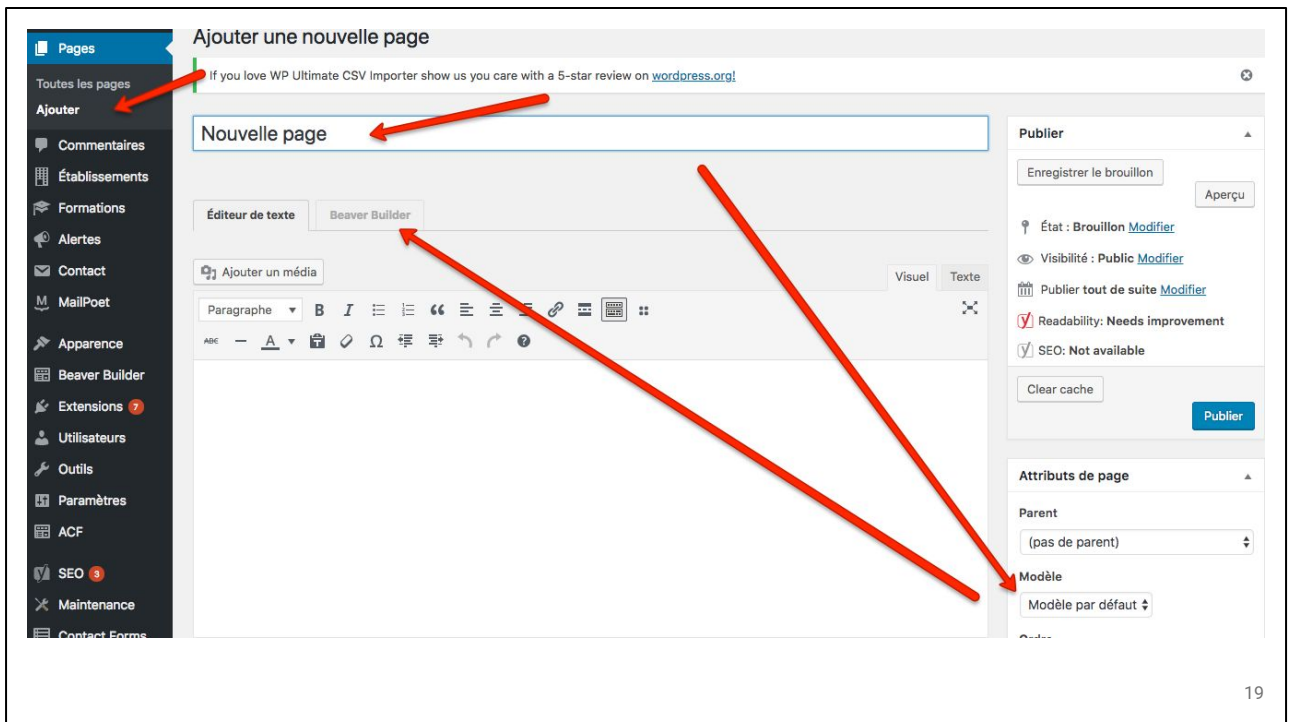 Pages
Toutes les pages
Ajouter
Commentaires
Établissements
Formations
Alertes
Contact
MailPoet
Apparence
Beaver Builder
Extensions 7
Utilisateurs
Outils
Paramètres
ACF
SEO 3
Maintenance
Contact Forms
Ajouter une nouvelle page
If you love WP Ultimate CSV Importer show us you care with a 5-star review on wordpress.org!
Nouvelle page
Éditeur de texte
Beaver Builder
Ajouter un média
Visuel
Texte
Paragraphe
Publier
Enregistrer le brouillon
Aperçu
État : Brouillon Modifier
Visibilité : Public Modifier
Publier tout de suite Modifier
Readability: Needs improvement
SEO: Not available
Clear cache
Publier
Attributs de page
Parent
(pas de parent)
Modèle
Modèle par défaut
19